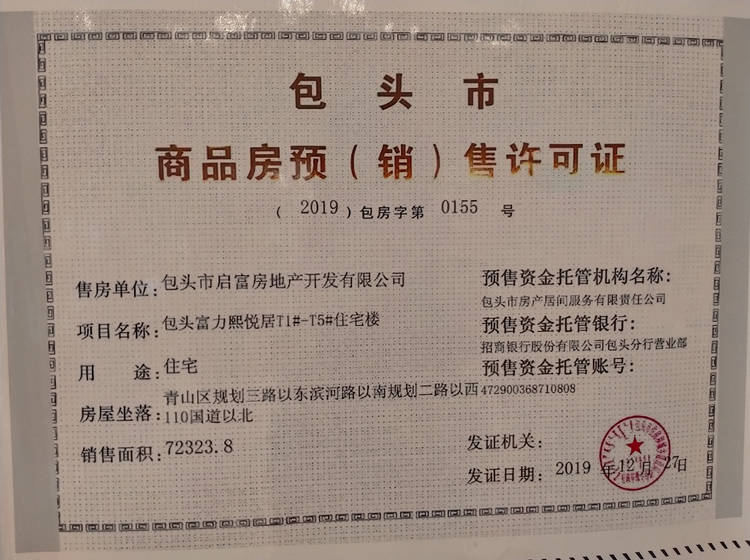 包头市
商品房预（销）售许可证
（2019）包房字第 0155 号
售房单位：包头市启富房地产开发有限公司
项目名称：包头富力熙悦居T1#-T5#住宅楼
用途：住宅
房屋坐落：青山区规划三路以东滨河路以南规划二路以西
110国道以北
销售面积：72323.8
预售资金托管机构名称：
包头市房产居间服务有限责任公司
预售资金托管银行：
招商银行股份有限公司包头分行营业部
预售资金托管账号：
472900368710808
发证机关：
发证日期：2019 年12 月 27日